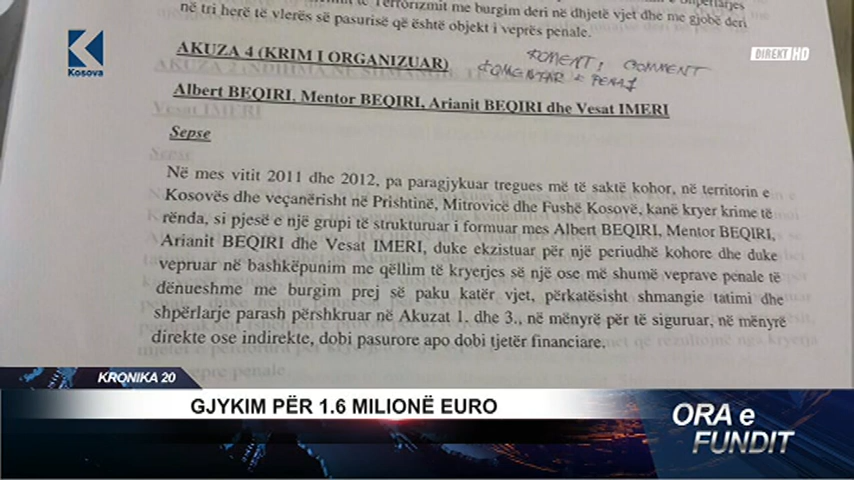 në tri herë të vlerës së pasurisë që është objekt i veprës penale.
Terrorizmit me burgim deri në dhjetë vjet dhe me gjobë deri
K
Kosova
DIREKT HD
AKUZA 4 (KRIM I ORGANIZUAR)
KOMENT; COMMENT
KOMENTAR
Albert BEQIRI, Mentor BEQIRI, Arianit BEQIRI dhe Vesat IMERI
Sepse
Në mes vitit 2011 dhe 2012, pa paragjykuar tregues më të saktë kohor, në territorin e
Kosovës dhe veçanërisht në Prishtinë, Mitrovicë dhe Fushë Kosovë, kanë kryer krime të
rënda, si pjesë e një grupi të strukturuar i formuar mes Albert BEQIRI, Mentor BEQIRI,
Arianit BEQIRI dhe Vesat IMERI, duke ekzistuar për një periudhë kohore dhe duke
vepruar në bashkëpunim me qëllim të kryerjes së një ose më shumë veprave penale të
dënueshme me burgim prej së paku katër vjet, përkatësisht shmangie tatimi dhe
shpërlarje parash përshkruar në Akuzat 1. dhe 3., në mënyrë për të siguruar, në mënyrë
direkte ose indirekte, dobi pasurore apo dobi tjetër financiare.
KRONIKA 20
GJYKIM PËR 1.6 MILIONË EURO
ORA e
FUNDIT